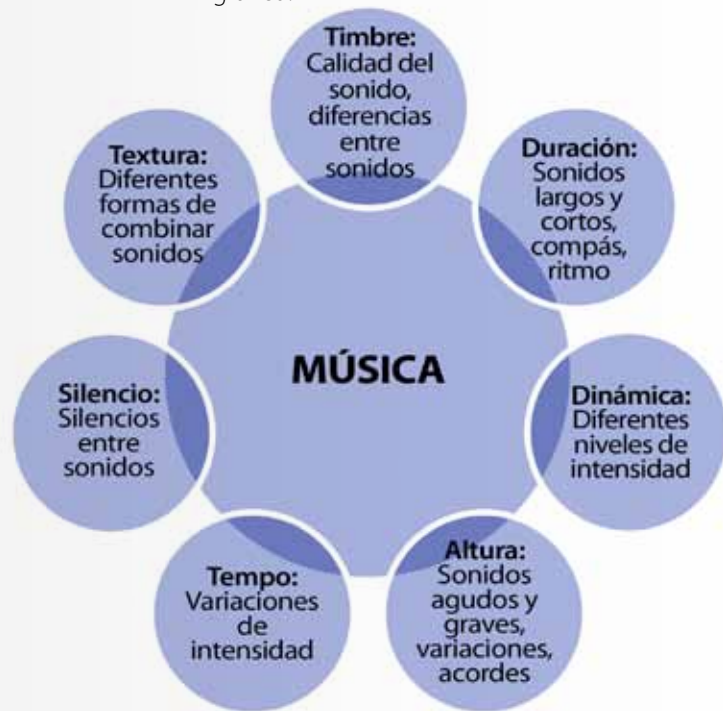 Timbre:
Calidad del
sonido,
diferencias
entre
sonidos
Duración:
Sonidos
largos y
cortos,
compás,
ritmo
Dinámica:
Diferentes
niveles de
intensidad
Altura:
Sonidos
agudos y
graves,
variaciones,
acordes
Tempo:
Variaciones
de
intensidad
Silencio:
Silencios
entre
sonidos
Textura:
Diferentes
formas de
combinar
sonidos
MÚSICA